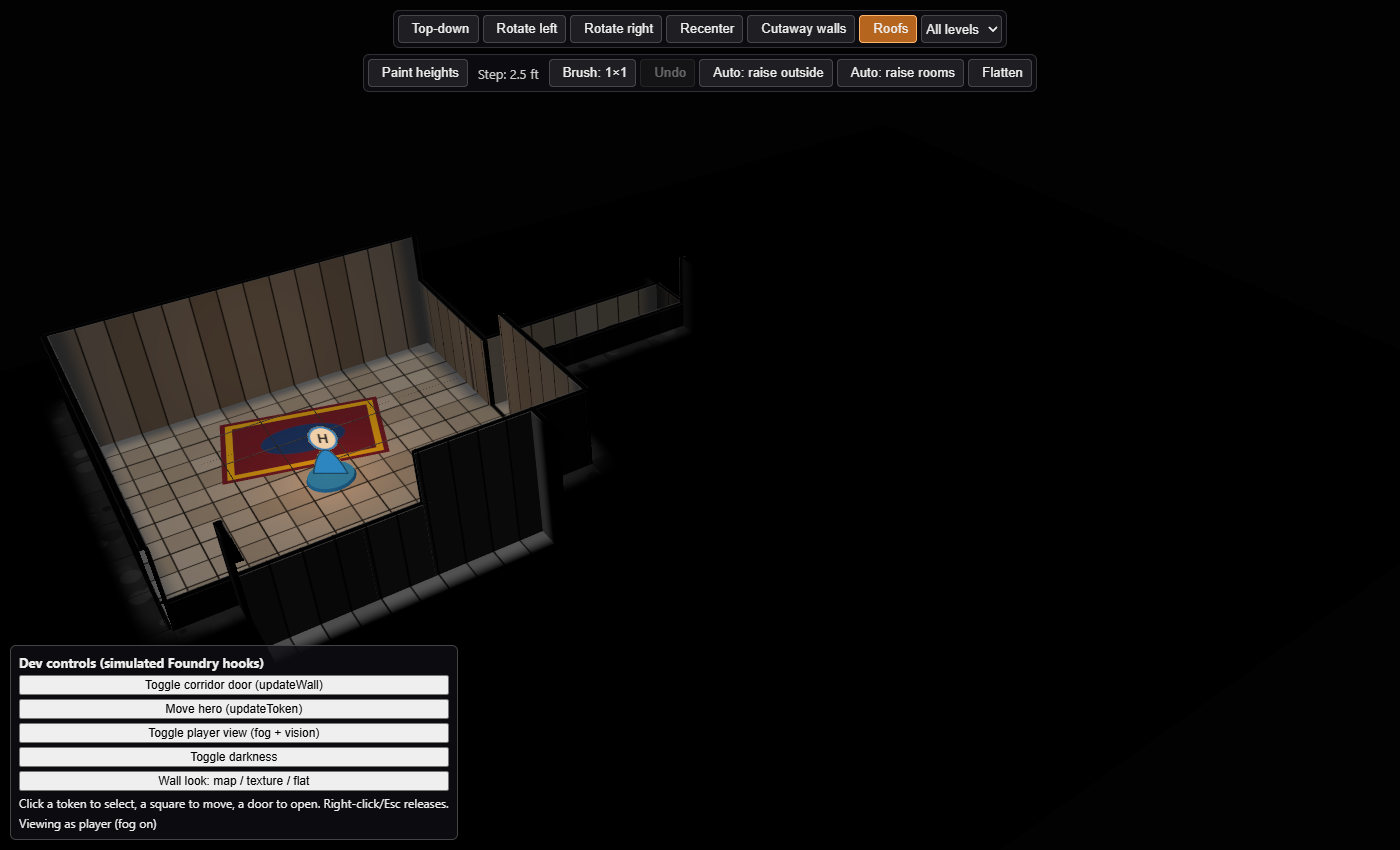 Top-down Rotate left Rotate right Recenter Cutaway walls Roofs All levels
Paint heights Step: 2.5 ft Brush: 1×1 Undo Auto: raise outside Auto: raise rooms Flatten
H
Dev controls (simulated Foundry hooks)
Toggle corridor door (updateWall)
Move hero (updateToken)
Toggle player view (fog + vision)
Toggle darkness
Wall look: map / texture / flat
Click a token to select, a square to move, a door to open. Right-click/Esc releases.
Viewing as player (fog on)